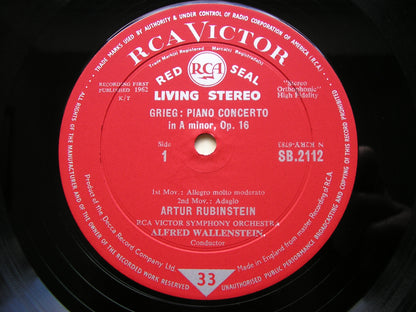 TRADE MARKS USED BY AUTHORITY & UNDER CONTROL OF RADIO CORPORATION OF AMERICA (RCA)
RCA VICTOR
Trade Marks Registered
Marca(s) Registrada(s)
RED RCA SEAL
RECORDING FIRST
PUBLISHED 1962
K/T
LIVING STEREO
"Stereo
Orthophonic"
High Fidelity
GRIEG: PIANO CONCERTO
in A minor, Op. 16
Side
1
SB.2112
1st Mov.: Allegro molto moderato
2nd Mov.: Adagio
ARTUR RUBINSTEIN
RCA VICTOR SYMPHONY ORCHESTRA
ALFRED WALLENSTEIN,
Conductor
Product of the Decca Record Company Ltd.
33
Made in England from master Recording of RCA
ALL RIGHTS OF THE MANUFACTURER AND OF THE OWNER OF THE RECORDED WORK RESERVED
UNAUTHORISED PUBLIC PERFORMANCE BROADCASTING AND COPYING OF THIS RECORD PROHIBITED